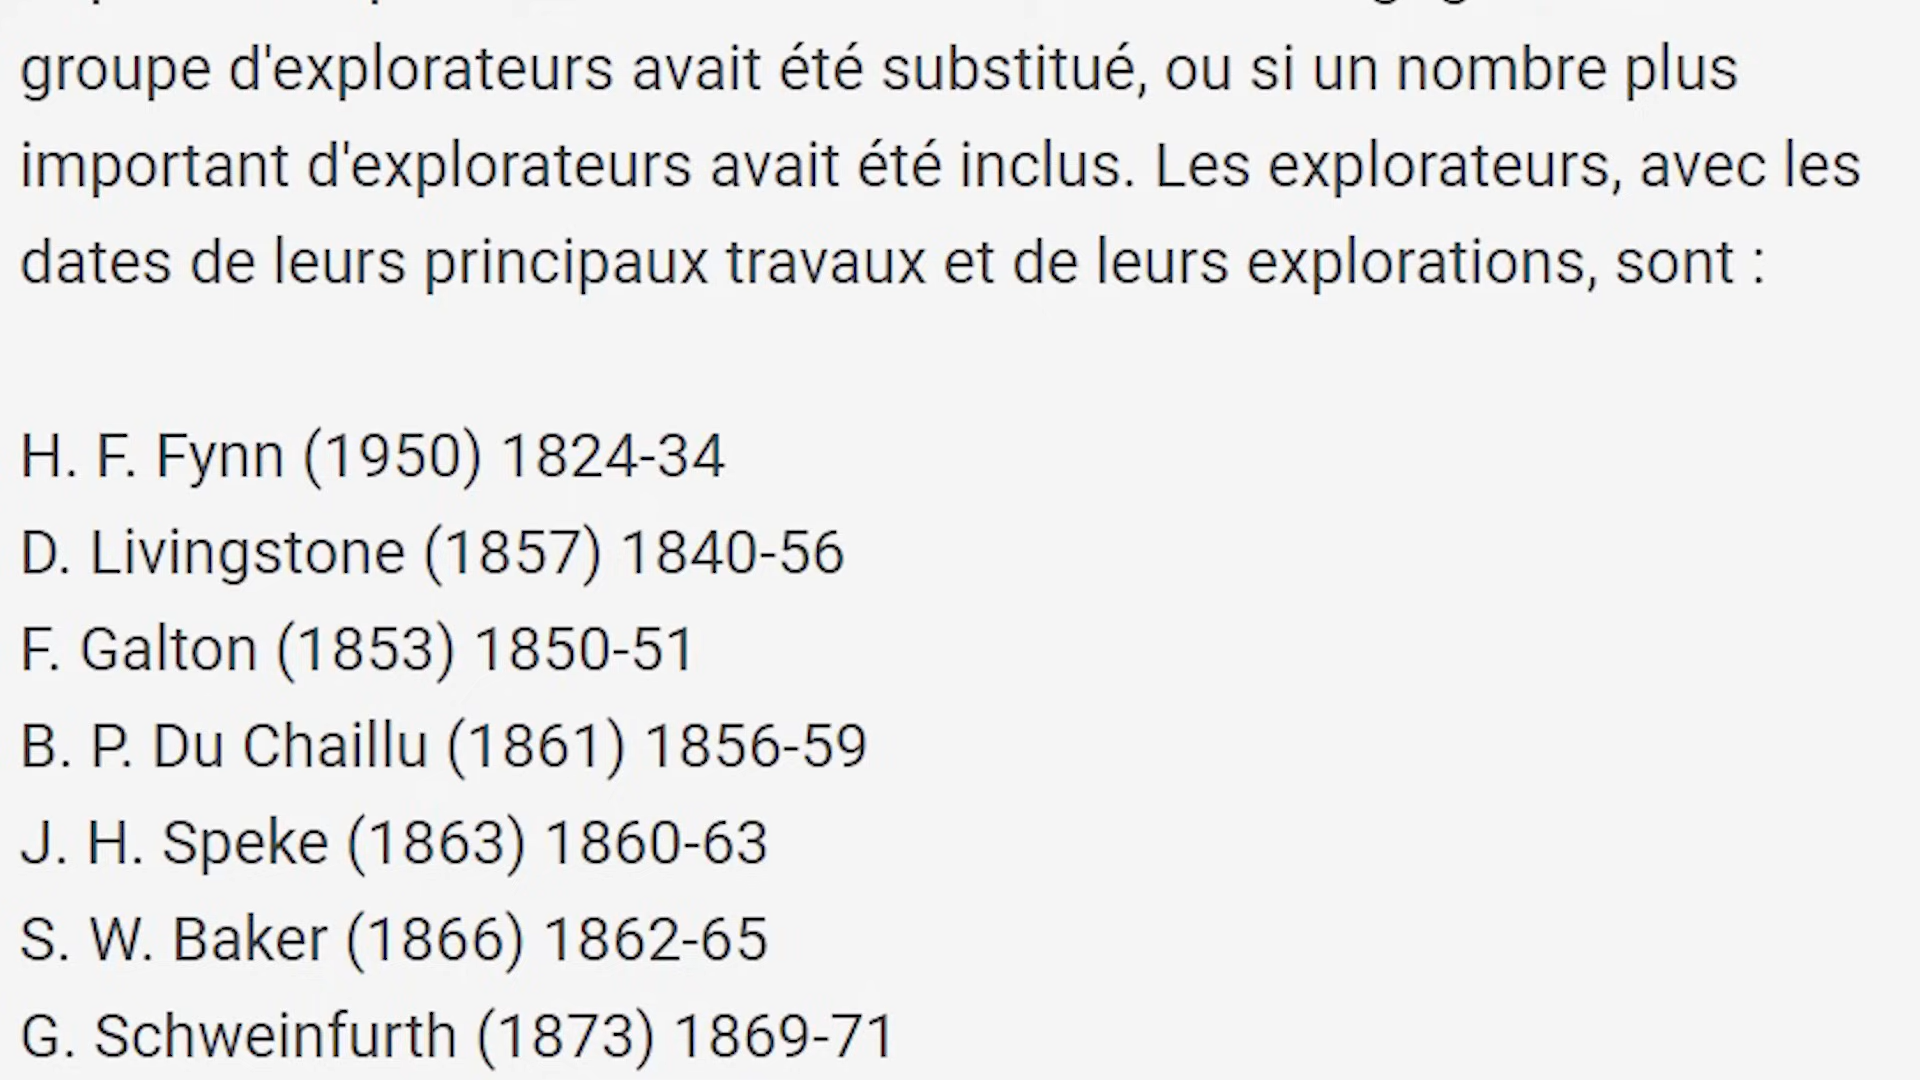 groupe d'explorateurs avait été substitué, ou si un nombre plus
important d'explorateurs avait été inclus. Les explorateurs, avec les
dates de leurs principaux travaux et de leurs explorations, sont :
H. F. Fynn (1950) 1824-34
D. Livingstone (1857) 1840-56
F. Galton (1853) 1850-51
B. P. Du Chaillu (1861) 1856-59
J. H. Speke (1863) 1860-63
S. W. Baker (1866) 1862-65
G. Schweinfurth (1873) 1869-71